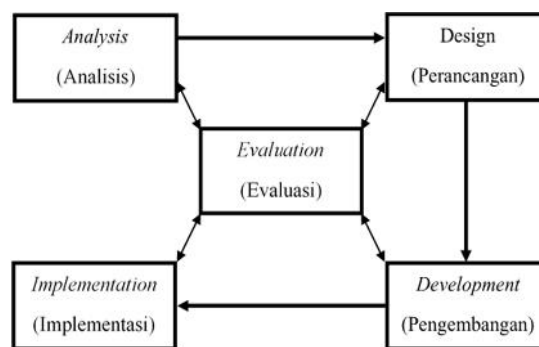 Analysis
(Analisis)
Design
(Perancangan)
Evaluation
(Evaluasi)
Implementation
(Implementasi)
Development
(Pengembangan)